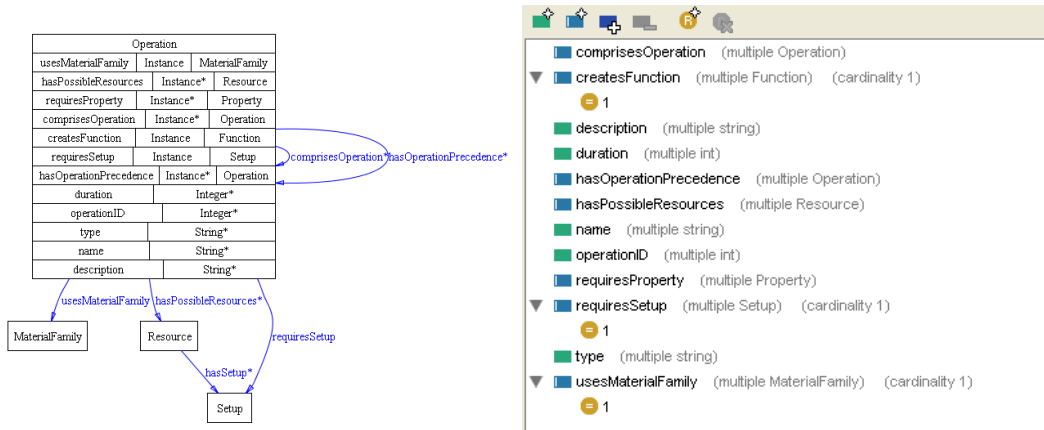 Operation
usesMaterialFamily Instance MaterialFamily
hasPossibleResources Instance* Resource
requiresProperty Instance* Property
comprisesOperation Instance* Operation
createsFunction Instance Function
requiresSetup Instance Setup
hasOperationPrecedence Instance* Operation
duration Integer*
operationID Integer*
type String*
name String*
description String*
comprisesOperation* hasOperationPrecedence*
usesMaterialFamily hasPossibleResources*
MaterialFamily Resource requiresSetup
hasSetup*
Setup
R
comprisesOperation (multiple Operation)
createsFunction (multiple Function) (cardinality 1)
= 1
description (multiple string)
duration (multiple int)
hasOperationPrecedence (multiple Operation)
hasPossibleResources (multiple Resource)
name (multiple string)
operationID (multiple int)
requiresProperty (multiple Property)
requiresSetup (multiple Setup) (cardinality 1)
= 1
type (multiple string)
usesMaterialFamily (multiple MaterialFamily) (cardinality 1)
= 1